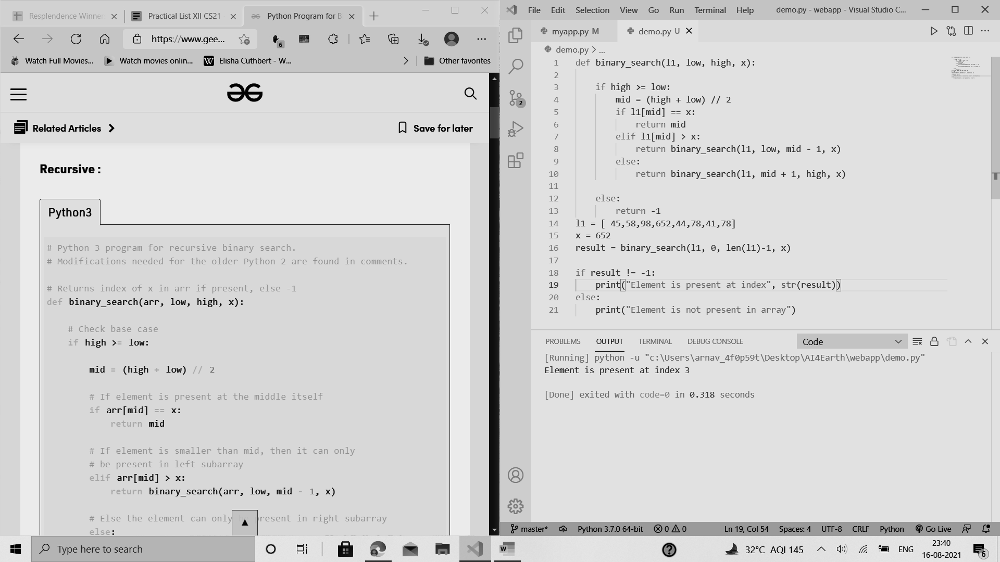 Resplendence Winner
Practical List XII CS21
Python Program for B
https://www.gee...
6
Watch Full Movies...
Watch movies onlin...
Elisha Cuthbert - W...
Other favorites
Related Articles
Save for later
Recursive :
Python3
# Python 3 program for recursive binary search.
# Modifications needed for the older Python 2 are found in comments.
# Returns index of x in arr if present, else -1
def binary_search(arr, low, high, x):
# Check base case
if high >= low:
mid = (high + low) // 2
# If element is present at the middle itself
if arr[mid] == x:
return mid
# If element is smaller than mid, then it can only
# be present in left subarray
elif arr[mid] > x:
return binary_search(arr, low, mid - 1, x)
# Else the element can only present in right subarray
else:
File Edit Selection View Go Run Terminal Help demo.py - webapp - Visual Studio C...
myapp.py M
demo.py U
demo.py > ...
2
1 def binary_search(l1, low, high, x):
2
3 if high >= low:
4 mid = (high + low) // 2
5 if l1[mid] == x:
6 return mid
7 elif l1[mid] > x:
8 return binary_search(l1, low, mid - 1, x)
9 else:
10 return binary_search(l1, mid + 1, high, x)
11
12 else:
13 return -1
14 l1 = [ 45,58,98,652,44,78,41,78]
15 x = 652
16 result = binary_search(l1, 0, len(l1)-1, x)
17
18 if result != -1:
19 print("Element is present at index", str(result))
20 else:
21 print("Element is not present in array")
PROBLEMS OUTPUT TERMINAL DEBUG CONSOLE Code
[Running] python -u "c:\Users\arnav_4f0p59t\Desktop\AI4Earth\webapp\demo.py"
Element is present at index 3
[Done] exited with code=0 in 0.318 seconds
master* Python 3.7.0 64-bit 0 0 Ln 19, Col 54 Spaces: 4 UTF-8 CRLF Python Go Live
Type here to search
32°C AQI 145 ENG
23:40
16-08-2021
6